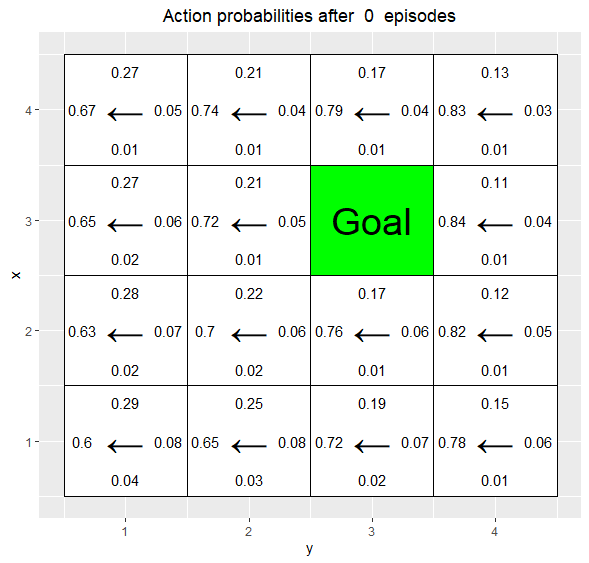 Action probabilities after 0 episodes
0.27 0.21 0.17 0.13
4 0.67 0.05 0.74 0.04 0.79 0.04 0.83 0.03
0.01 0.01 0.01 0.01
0.27 0.21 0.11
3 0.65 0.06 0.72 0.05 Goal 0.84 0.04
0.02 0.01 0.01
x
0.28 0.22 0.17 0.12
2 0.63 0.07 0.7 0.06 0.76 0.06 0.82 0.05
0.02 0.02 0.01 0.01
0.29 0.25 0.19 0.15
1 0.6 0.08 0.65 0.08 0.72 0.07 0.78 0.06
0.04 0.03 0.02 0.01
1 2 3 4
y